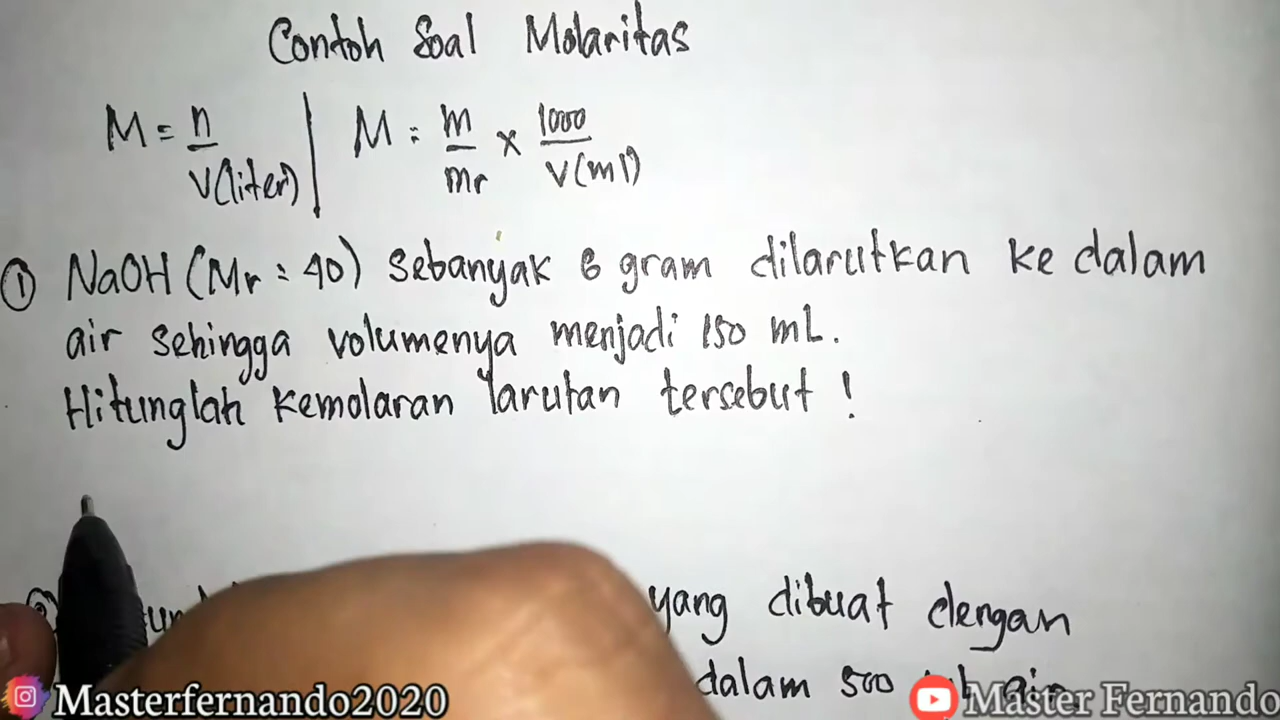 Contoh Soal Molaritas
M = n / V(liter) | M : m / mr x 1000 / V(ml)
① NaOH (Mr : 40) sebanyak 6 gram dilarutkan ke dalam
air sehingga volumenya menjadi 150 mL.
Hitunglah kemolaran larutan tersebut !
yang dibuat dengan
dalam 500 air
Masterfernando2020
Master Fernando